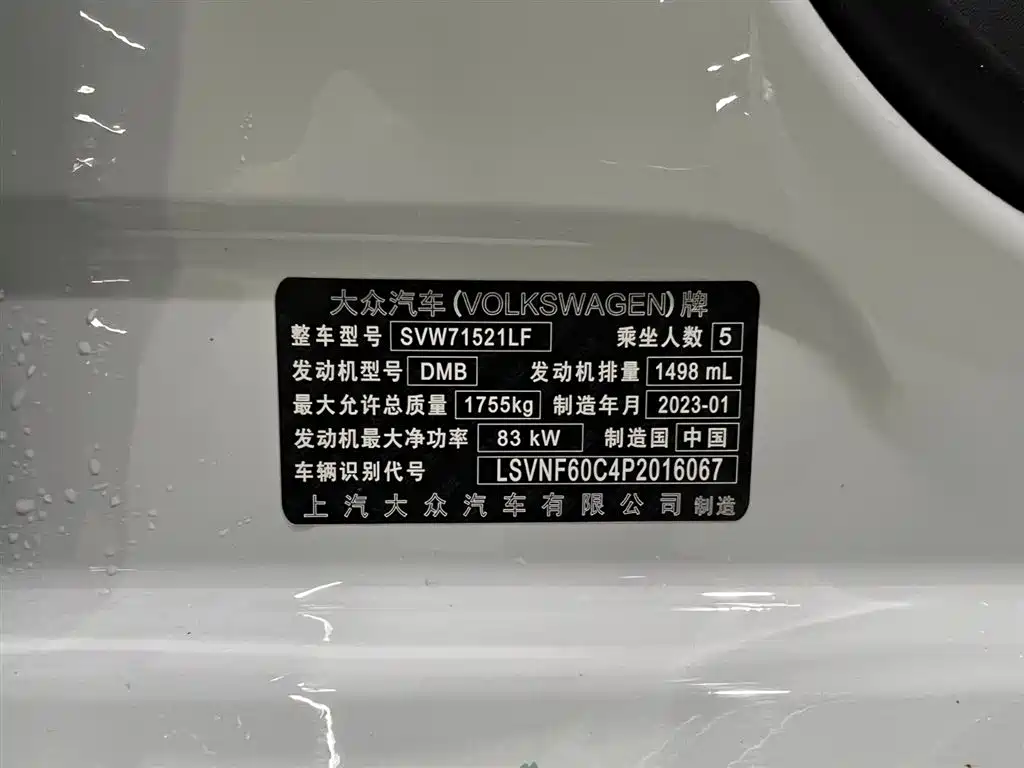 大众汽车(VOLKSWAGEN)牌
整车型号 SVW71521LF 乘坐人数 5
发动机型号 DMB 发动机排量 1498 mL
最大允许总质量 1755kg 制造年月 2023-01
发动机最大净功率 83 kW 制造国 中国
车辆识别代号 LSVNF60C4P2016067
上汽大众汽车有限公司 制造